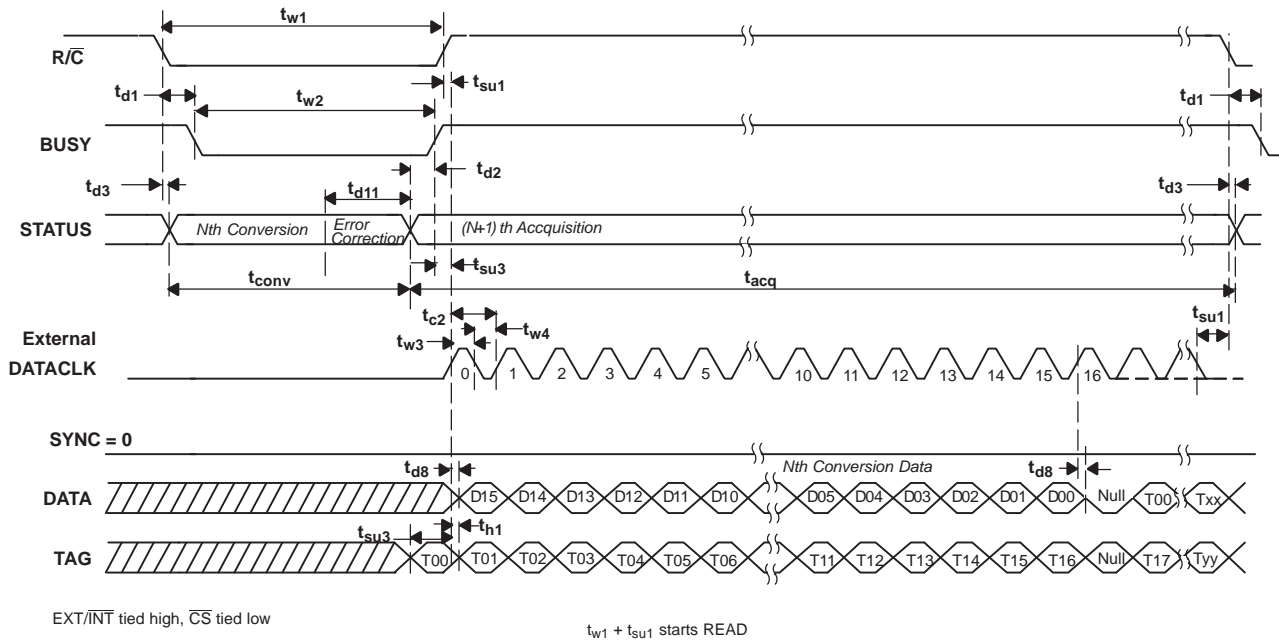 tw1
R/C
tsu1
td1
tw2
td1
BUSY
td2
td3
td11
td3
STATUS
Nth Conversion
Error Correction
(N+1) th Accquisition
tsu3
tconv
tacq
tc2
tsu1
External
tw3
tw4
DATACLK
0 1 2 3 4 5 10 11 12 13 14 15 16
SYNC = 0
td8
Nth Conversion Data
td8
DATA
D15 D14 D13 D12 D11 D10 D05 D04 D03 D02 D01 D00 Null T00 Txx
tsu3
th1
TAG
T00 T01 T02 T03 T04 T05 T06 T11 T12 T13 T14 T15 T16 Null T17 Tyy
EXT/INT tied high, CS tied low
tw1 + tsu1 starts READ